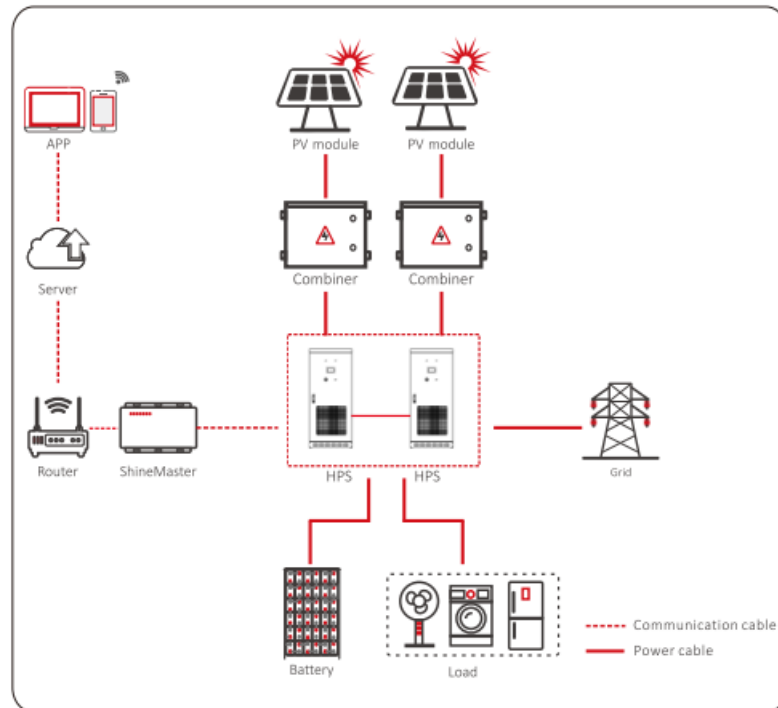 APP
PV module
PV module
Server
Combiner
Combiner
Router
ShineMaster
HPS
HPS
Grid
Battery
Load
Communication cable
Power cable